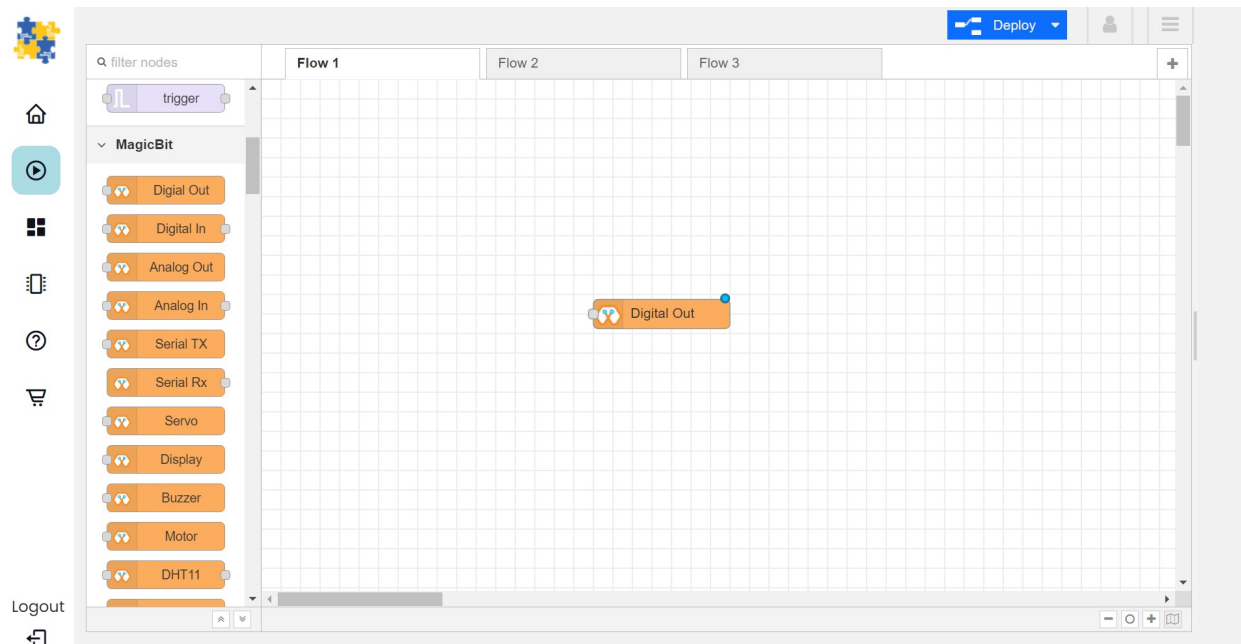 Deploy
filter nodes
Flow 1
Flow 2
Flow 3
trigger
MagicBit
Digial Out
Digital In
Analog Out
Analog In
Serial TX
Serial Rx
Servo
Display
Buzzer
Motor
DHT11
Digital Out
Logout